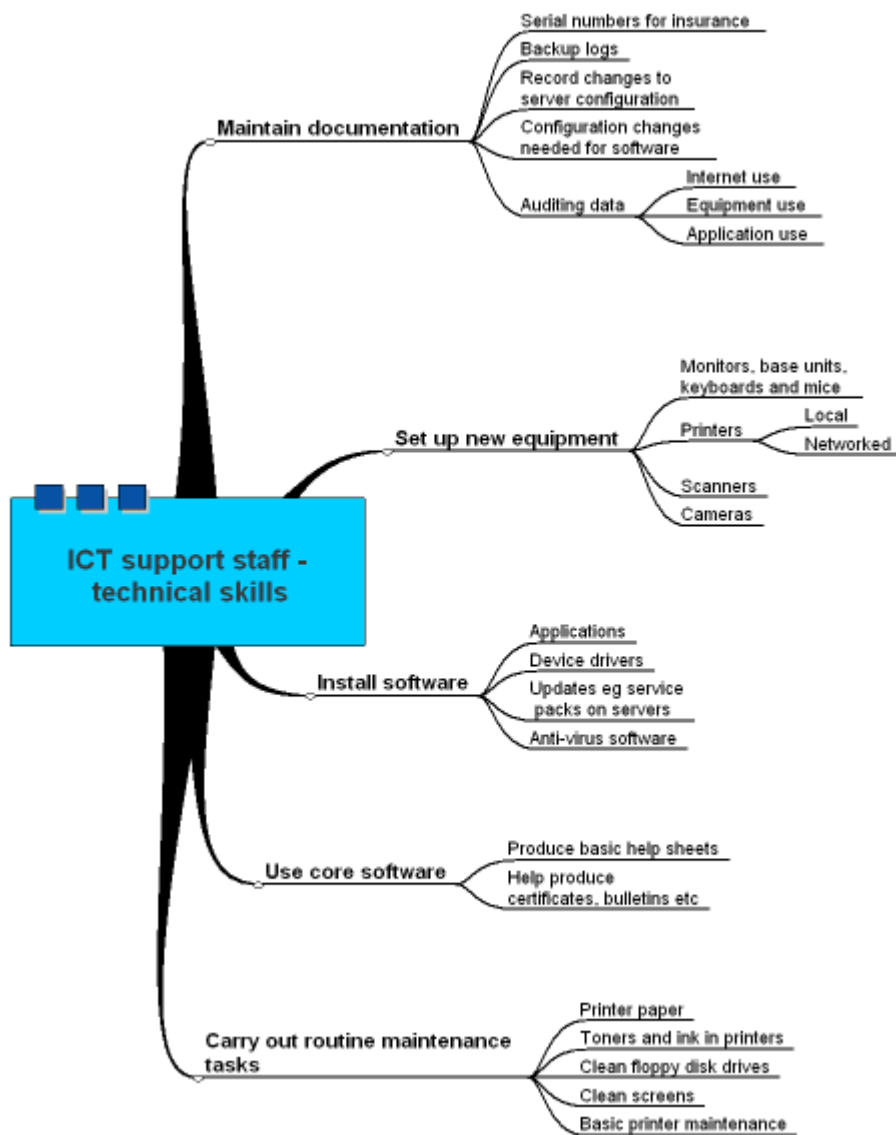 Serial numbers for insurance
Backup logs
Record changes to
server configuration
Maintain documentation
Configuration changes
needed for software
Auditing data
Internet use
Equipment use
Application use
Monitors, base units,
keyboards and mice
Set up new equipment
Printers
Local
Networked
Scanners
Cameras
ICT support staff -
technical skills
Install software
Applications
Device drivers
Updates eg service
packs on servers
Anti-virus software
Use core software
Produce basic help sheets
Help produce
certificates, bulletins etc
Carry out routine maintenance
tasks
Printer paper
Toners and ink in printers
Clean floppy disk drives
Clean screens
Basic printer maintenance